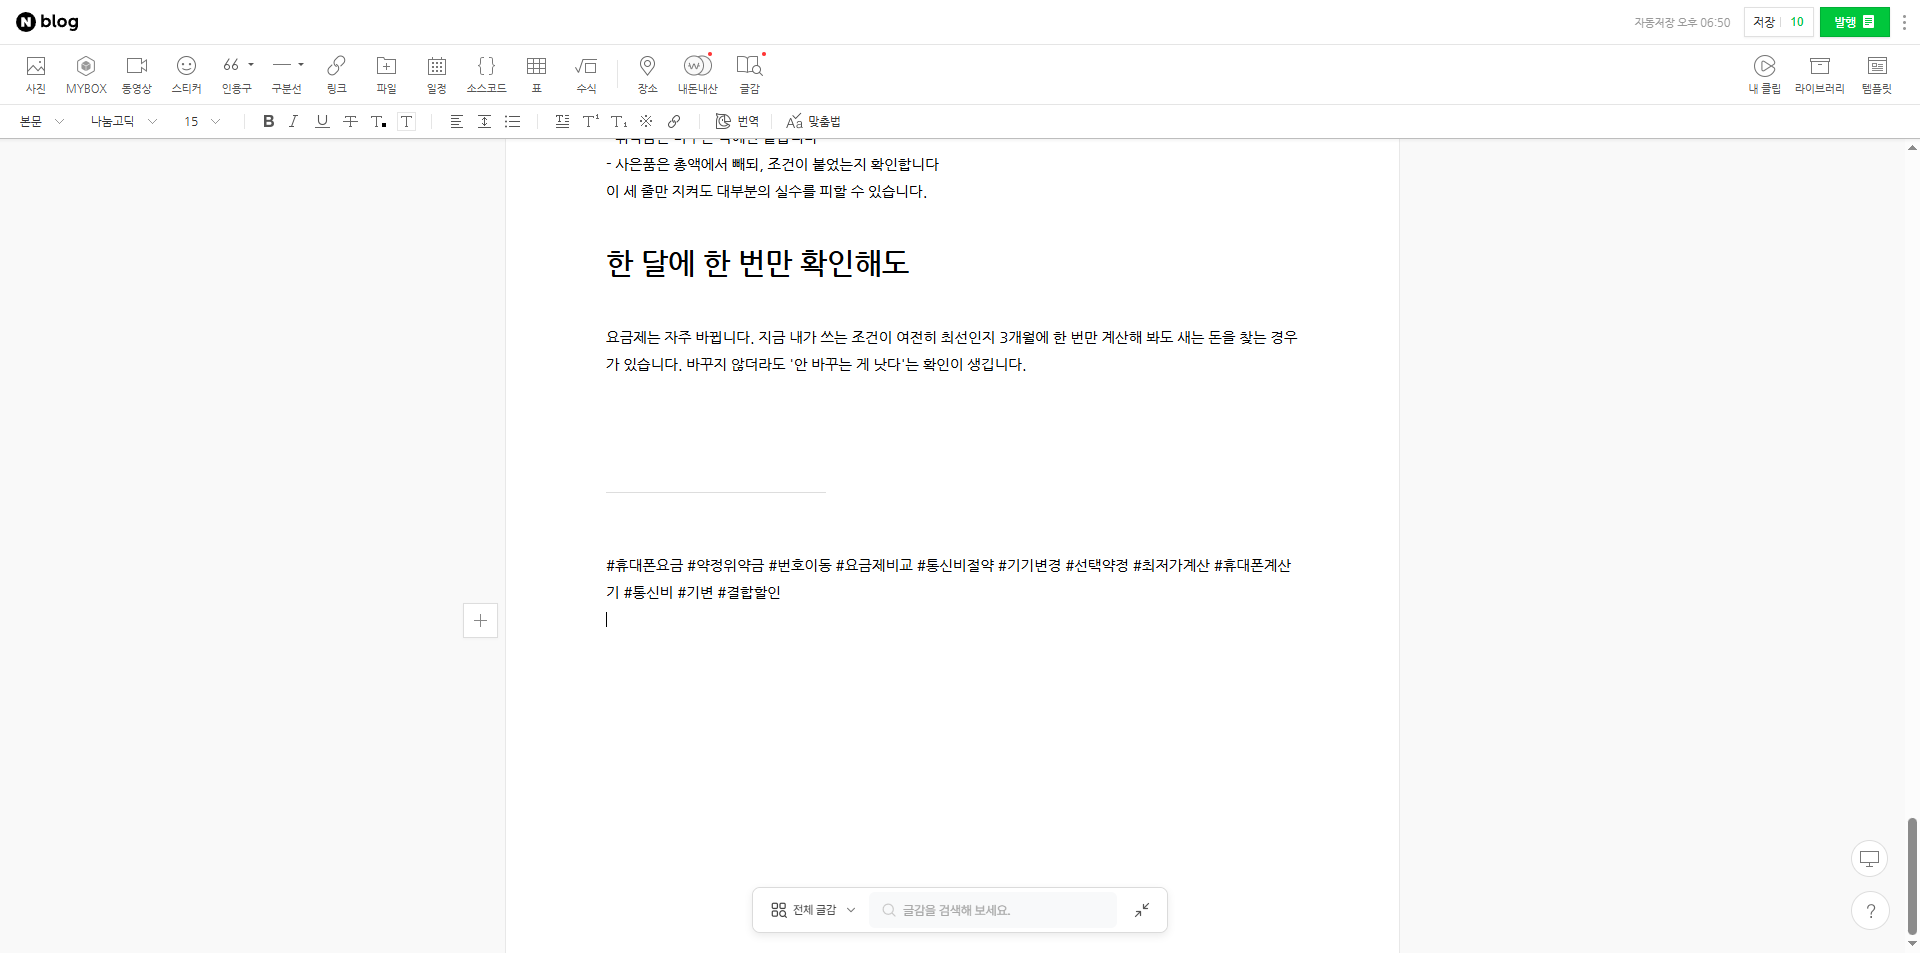 N blog
자동저장 오후 06:50
저장 10
발행
사진
MYBOX
동영상
스티커
인용구
구분선
링크
파일
일정
소스코드
표
수식
장소
내돈내산
글감
내 클립
라이브러리
템플릿
본문
나눔고딕
15
번역
맞춤법
- 사은품은 총액에서 빼되, 조건이 붙었는지 확인합니다
이 세 줄만 지켜도 대부분의 실수를 피할 수 있습니다.
한 달에 한 번만 확인해도
요금제는 자주 바뀝니다. 지금 내가 쓰는 조건이 여전히 최선인지 3개월에 한 번만 계산해 봐도 새는 돈을 찾는 경우
가 있습니다. 바꾸지 않더라도 '안 바꾸는 게 낫다'는 확인이 생깁니다.
#휴대폰요금 #약정위약금 #번호이동 #요금제비교 #통신비절약 #기기변경 #선택약정 #최저가계산 #휴대폰계산
기 #통신비 #기변 #결합할인
전체 글감
글감을 검색해 보세요.
?